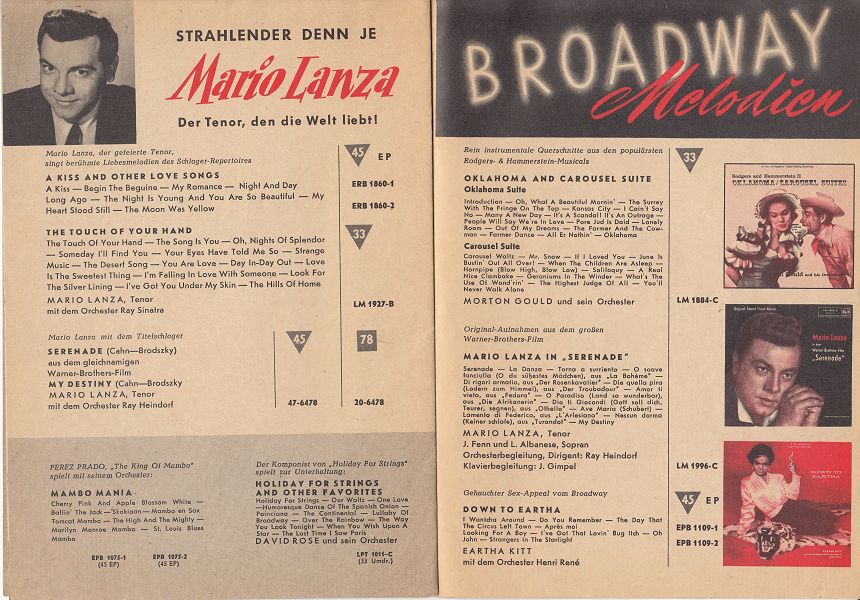 STRAHLENDER DENN JE
Mario Lanza
Der Tenor, den die Welt liebt!
Mario Lanza, der gefeierte Tenor,
singt berühmte Liebesmelodien des Schlager-Repertoires
45 EP
A KISS AND OTHER LOVE SONGS
A Kiss — Begin The Beguine — My Romance — Night And Day
Long Ago — The Night Is Young And You Are So Beautiful — My
Heart Stood Still — The Moon Was Yellow
ERB 1860-1
ERB 1860-2
THE TOUCH OF YOUR HAND
33
The Touch Of Your Hand — The Song Is You — Oh, Nights Of Splendor
— Someday I'll Find You — Your Eyes Have Told Me So — Strange
Music — The Desert Song — You Are Love — Day In-Day Out — Love
Is The Sweetest Thing — I'm Falling In Love With Someone — Look For
The Silver Lining — I've Got You Under My Skin — The Hills Of Home
MARIO LANZA, Tenor
mit dem Orchester Ray Sinatra
LM 1927-B
Mario Lanza mit dem Titelschlager
45
78
SERENADE (Cahn—Brodszky)
aus dem gleichnamigen
Warner-Brothers-Film
MY DESTINY (Cahn—Brodszky
MARIO LANZA, Tenor
mit dem Orchester Ray Heindorf
47-6478
20-6478
PEREZ PRADO, "The King Of Mambo"
spielt mit seinem Orchester:
MAMBO MANIA
Cherry Pink And Apple Blossom White —
Ballin' The Jack — Skokiaan — Mambo en Sax
Tomcat Mambo — The High And The Mighty —
Marilyn Monroe Mambo — St. Louis Blues
Mambo
EPB 1075-1 EPB 1075-2
(45 EP) (45 EP)
Der Komponist von „Holiday For Strings"
spielt zur Unterhaltung:
HOLIDAY FOR STRINGS
AND OTHER FAVORITES
Holiday For Strings — Our Waltz — One Love
—Humoresque Dance Of The Spanish Onion —
Poinciana — The Continental — Lullaby Of
Broadway — Over The Rainbow — The Way
You Look Tonight — When You Wish Upon A
Star — The Last Time I Saw Paris
DAVID ROSE und sein Orchester
LPT 1011-C
(33 Umdr.)
BROADWAY
Melodien
Rein instrumentale Querschnitte aus den populärsten
Rodgers- & Hammerstein-Musicals
33
OKLAHOMA AND CAROUSEL SUITE
Oklahoma Suite
Introduction — Oh, What A Beautiful Mornin' — The Surrey
With The Fringe On The Top — Kansas City — I Cain't Say
No — Many A New Day — It's A Scandal! It's An Outrage —
People Will Say We're In Love — Pore Jud Is Daid — Lonely
Room — Out Of My Dreams — The Farmer And The Cow-
man — Farmer Dance — All Er Nothin' — Oklahoma
Carousel Suite
Carousel Waltz — Mr. Snow — If I Loved You — June Is
Bustin' Out All Over! — When The Children Are Asleep —
Hornpipe (Blow High, Blow Low) — Soliloquy — A Real
Nice Clambake — Geraniums In The Winder — What's The
Use Of Wond'rin' — The Highest Judge Of All — You'll
Never Walk Alone
MORTON GOULD und sein Orchester
LM 1884-C
Rodgers and Hammerstein II
OKLAHOMA/CAROUSEL SUITES
Gould and his Orchestra
Original-Aufnahmen aus dem großen
Warner-Brothers-Film
MARIO LANZA IN „SERENADE"
Serenade — La Danza — Torna a surriento — O soave
fanciulla (O du süßestes Mädchen), aus „La Bohème" —
Di rigori armato, aus „Der Rosenkavalier" — Die quella pira
(Lodern zum Himmel), aus „Der Troubadour" — Amor ti
vieto, aus „Fedora" — O Paradiso (Land so wunderbar),
aus „Die Afrikanerin" — Dio ti Giocondi (Gott soll dich,
Teurer, segnen), aus „Othello" — Ave Maria (Schubert) —
Lamento di Federico, aus „L'Arlesiana" — Nessun dorma
(Keiner schlafe), aus „Turandot" — My Destiny
MARIO LANZA, Tenor
J. Fenn und L. Albanese, Sopran
Orchesterbegleitung, Dirigent: Ray Heindorf
Klavierbegleitung: J. Gimpel
LM 1996-C
Original Sound Track Album
RCA
Mario Lanza
in dem
Warner Bros. Film
„Serenade"
Gehauchter Sex-Appeal vom Broadway
45 EP
DOWN TO EARTHA
I Wantha Around — Do You Remember — The Day That
The Circus Left Town — Après moi
Looking For A Boy — I've Got That Lovin' Bug Itch — Oh
John — Strangers In The Starlight
EARTHA KITT
mit dem Orchester Henri René
EPB 1109-1
EPB 1109-2
DOWN TO
EARTHA